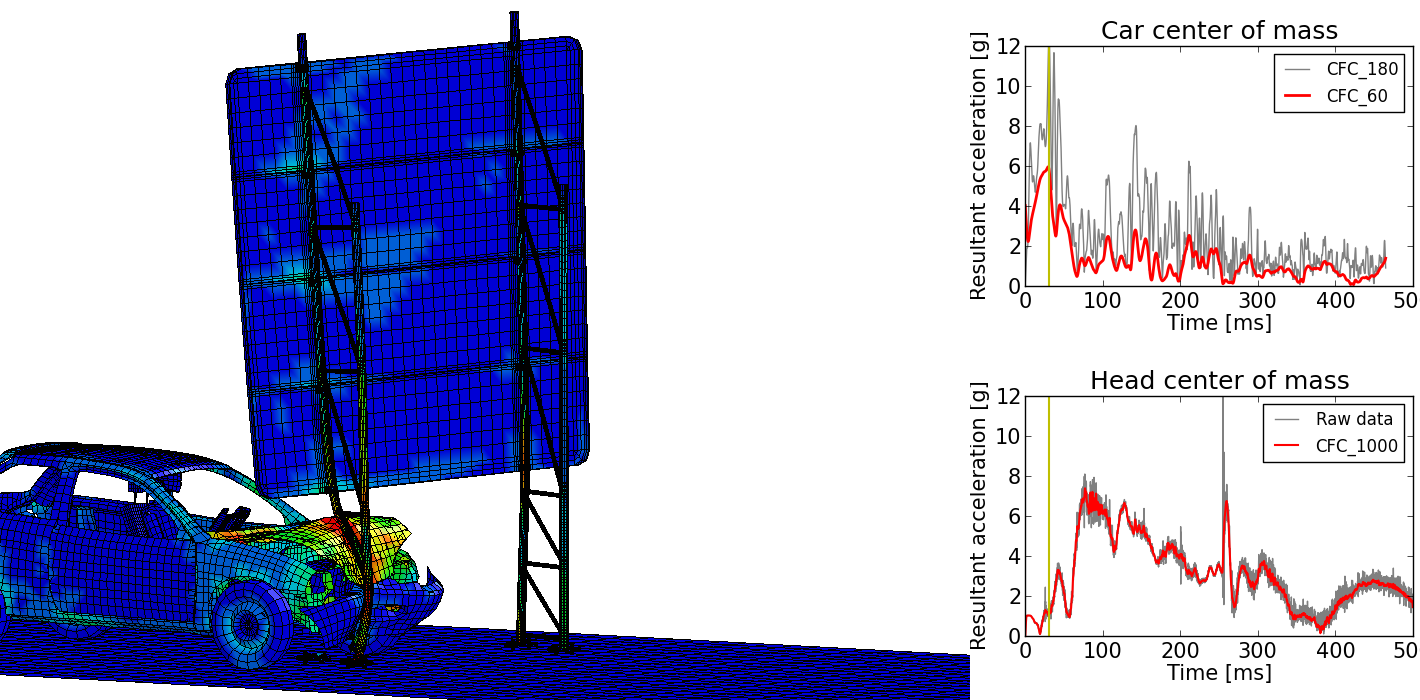 Car center of mass
Resultant acceleration [g]
12
10
8
6
4
2
0
CFC_180
CFC_60
0 100 200 300 400 50
Time [ms]
Head center of mass
Resultant acceleration [g]
12
10
8
6
4
2
0
Raw data
CFC_1000
0 100 200 300 400 50
Time [ms]